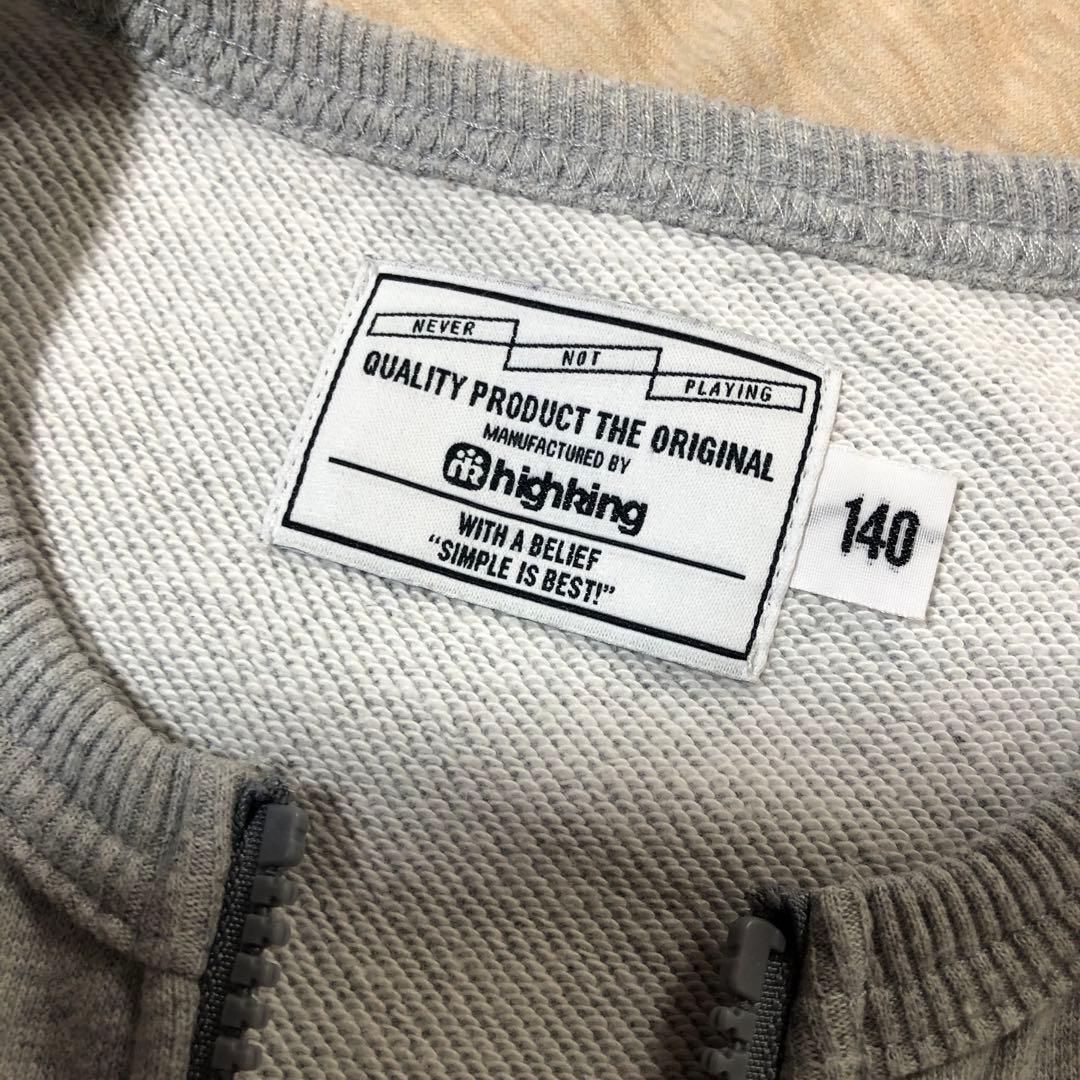 NEVER
NOT
PLAYING
QUALITY PRODUCT THE ORIGINAL
MANUFACTURED BY
highking
WITH A BELIEF
“SIMPLE IS BEST!”
140